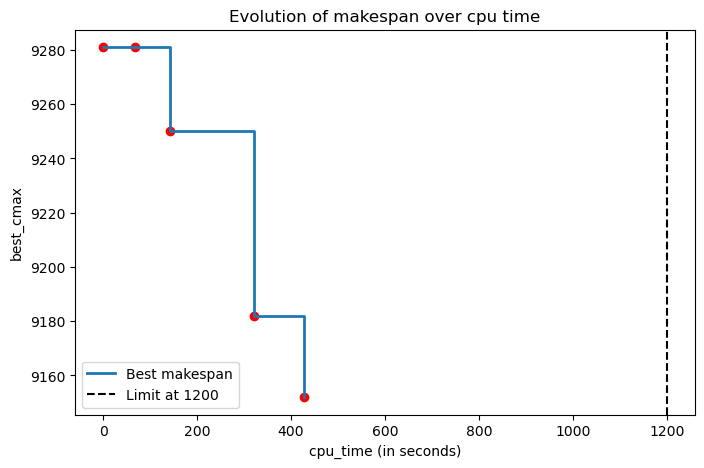 Evolution of makespan over cpu time
best_cmax
9280
9260
9240
9220
9200
9180
9160
Best makespan
Limit at 1200
0
200
400
600
800
1000
1200
cpu_time (in seconds)